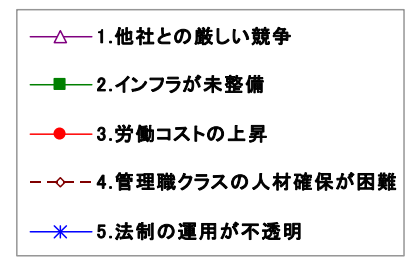 1.他社との厳しい競争
2.インフラが未整備
3.労働コストの上昇
4.管理職クラスの人材確保が困難
5.法制の運用が不透明